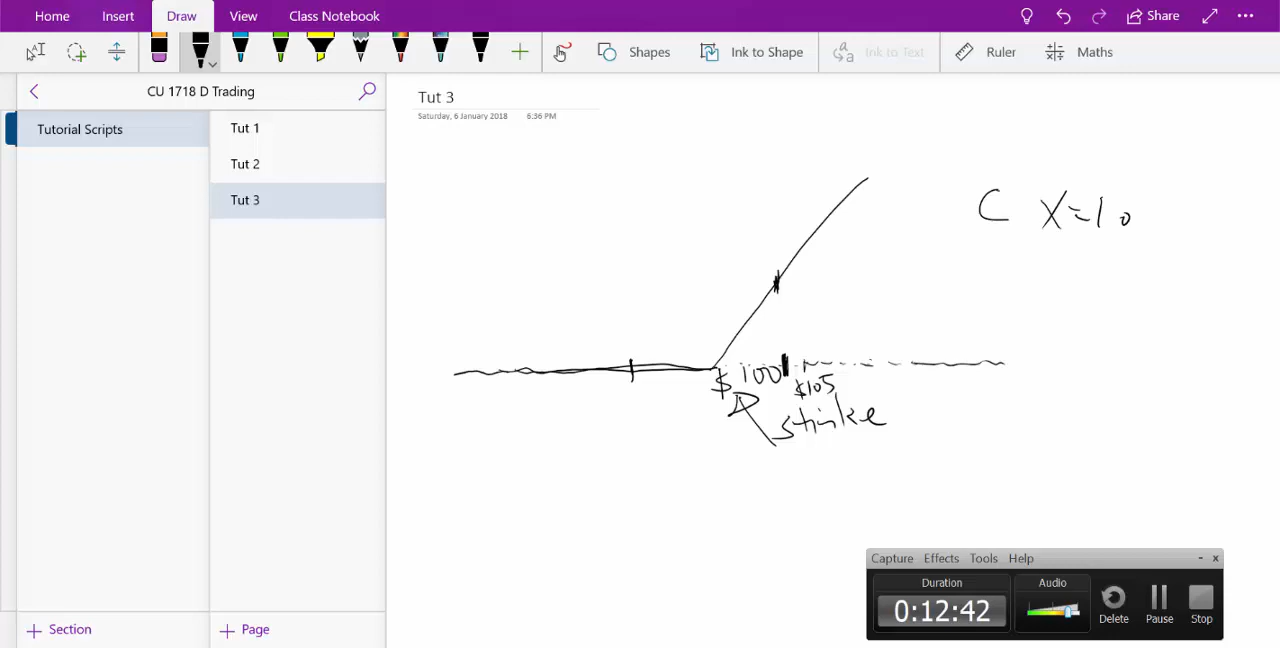 Home Insert Draw View Class Notebook Share
Shapes Ink to Shape Ink to Text Ruler Maths
CU 1718 D Trading
Tutorial Scripts
Tut 1
Tut 2
Tut 3
Tut 3
Saturday, 6 January 2018 6:36 PM
C X=10
$100
$105
strike
Capture Effects Tools Help
Duration Audio
0:12:42
Delete Pause Stop
Section Page